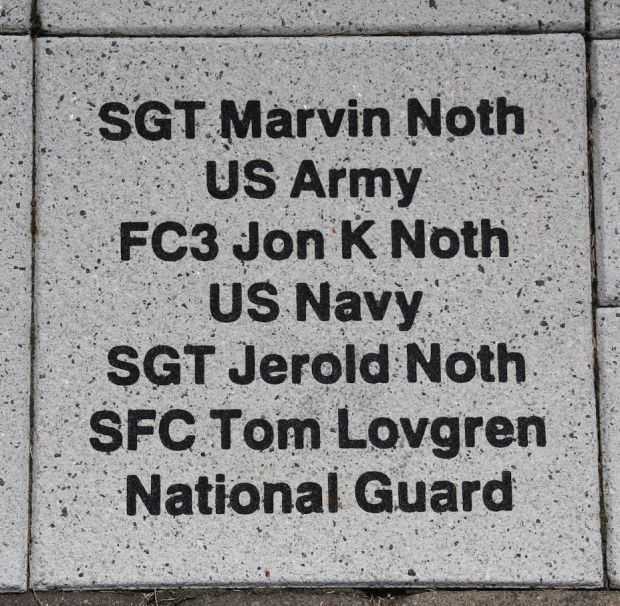 SGT Marvin Noth
US Army
FC3 Jon K Noth
US Navy
SGT Jerold Noth
SFC Tom Lovgren
National Guard